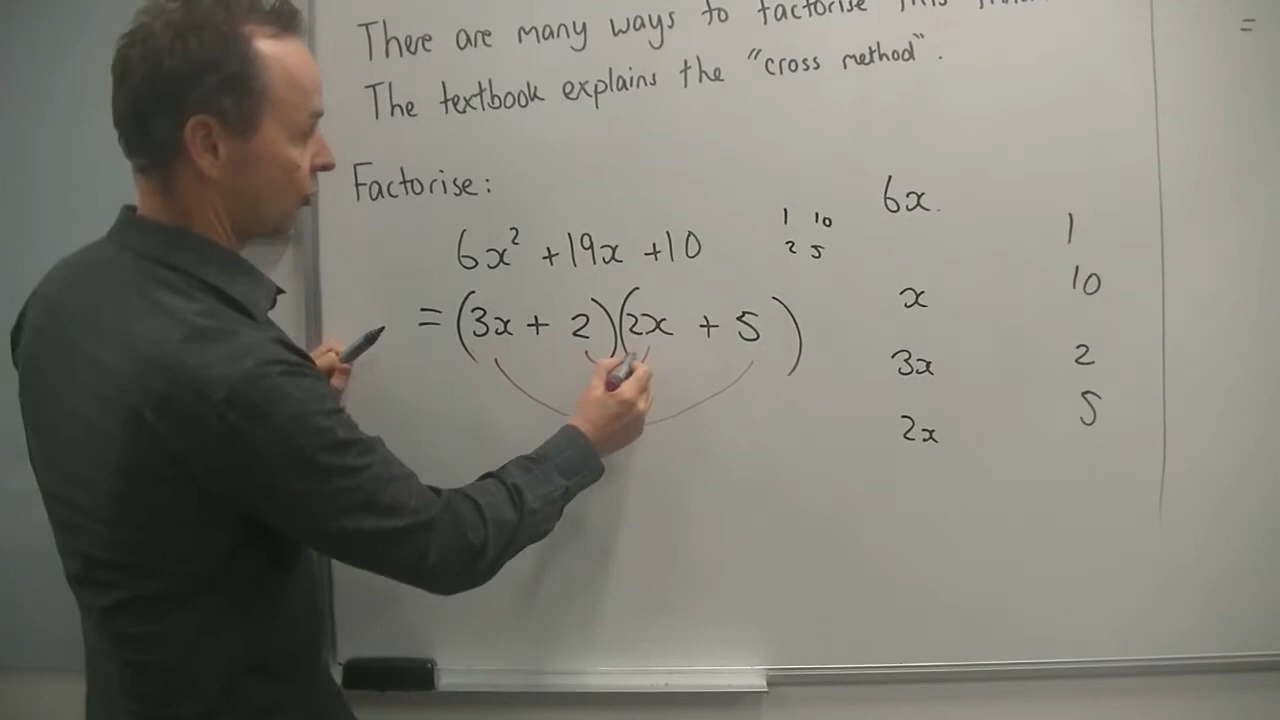 There are many ways to factorise this
The textbook explains the "cross method".
Factorise:
6x² + 19x + 10
= (3x + 2)(2x + 5)
1 10
2 5
6x.
x
3x
2x
1
10
2
5
=